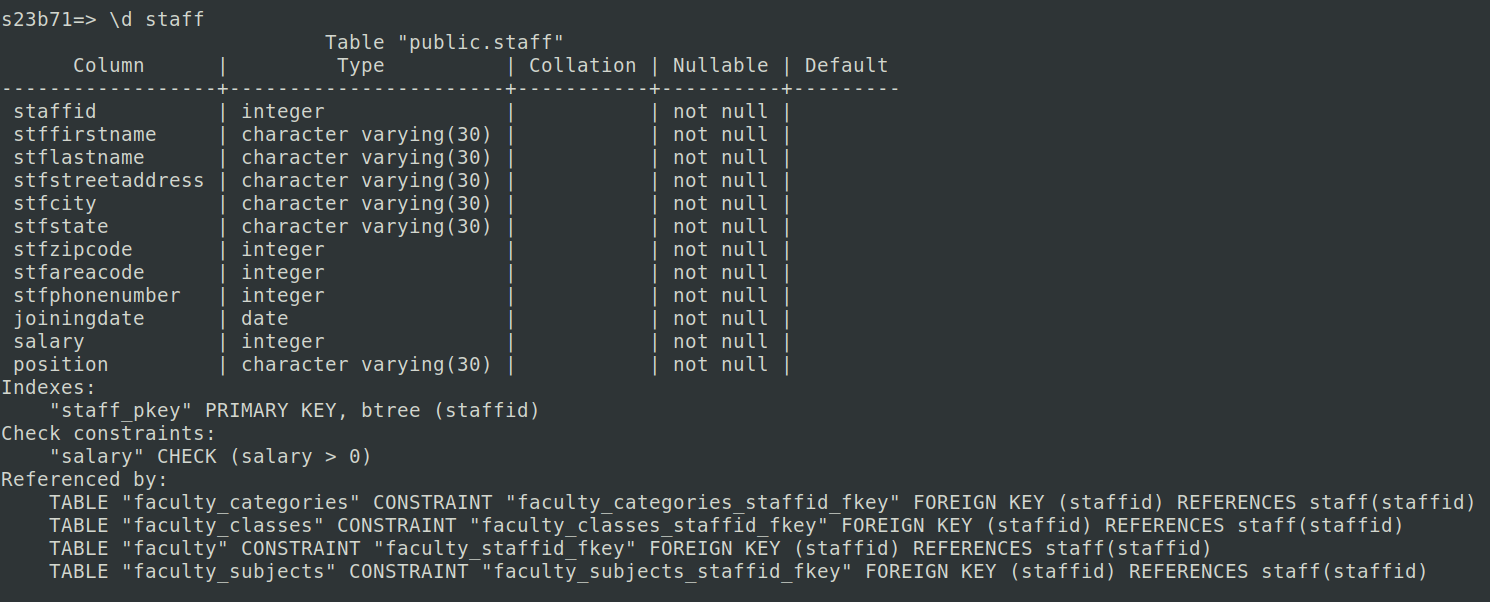 s23b71=> \d staff
                           Table "public.staff"
      Column      |         Type          | Collation | Nullable | Default
------------------+-----------------------+-----------+----------+---------
 staffid          | integer               |           | not null |
 stffirstname     | character varying(30) |           | not null |
 stflastname      | character varying(30) |           | not null |
 stfstreetaddress | character varying(30) |           | not null |
 stfcity          | character varying(30) |           | not null |
 stfstate         | character varying(30) |           | not null |
 stfzipcode       | integer               |           | not null |
 stfareacode      | integer               |           | not null |
 stfphonenumber   | integer               |           | not null |
 joiningdate      | date                  |           | not null |
 salary           | integer               |           | not null |
 position         | character varying(30) |           | not null |
Indexes:
    "staff_pkey" PRIMARY KEY, btree (staffid)
Check constraints:
    "salary" CHECK (salary > 0)
Referenced by:
    TABLE "faculty_categories" CONSTRAINT "faculty_categories_staffid_fkey" FOREIGN KEY (staffid) REFERENCES staff(staffid)
    TABLE "faculty_classes" CONSTRAINT "faculty_classes_staffid_fkey" FOREIGN KEY (staffid) REFERENCES staff(staffid)
    TABLE "faculty" CONSTRAINT "faculty_staffid_fkey" FOREIGN KEY (staffid) REFERENCES staff(staffid)
    TABLE "faculty_subjects" CONSTRAINT "faculty_subjects_staffid_fkey" FOREIGN KEY (staffid) REFERENCES staff(staffid)